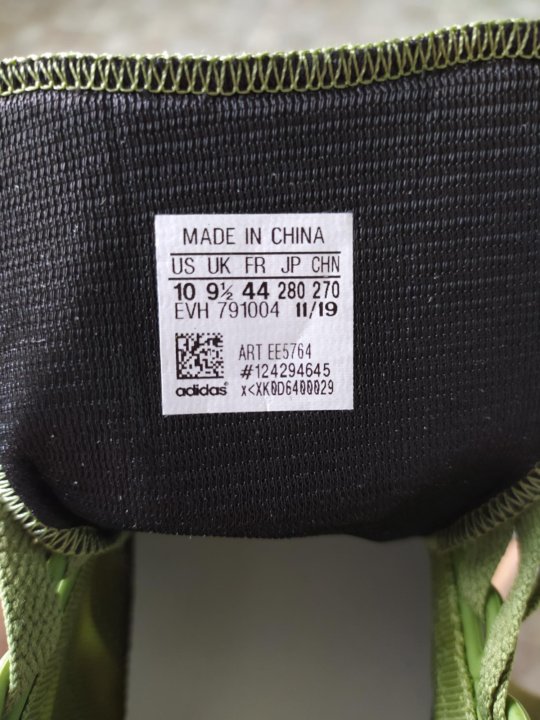 MADE IN CHINA
US UK FR JP CHN
10 9½ 44 280 270
EVH 791004 11/19
ART EE5764
#124294645
adidas x<XK0D6400029